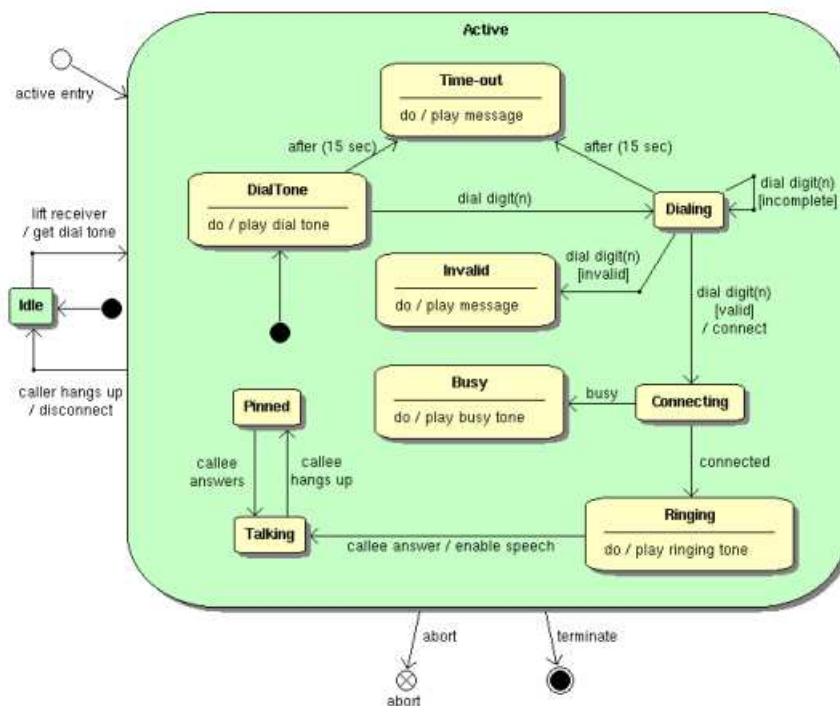 Active
active entry
Time-out
do / play message
after (15 sec)
after (15 sec)
DialTone
do / play dial tone
dial digit(n)
Dialing
dial digit(n)
[incomplete]
lift receiver
/ get dial tone
Idle
caller hangs up
/ disconnect
dial digit(n)
[invalid]
Invalid
do / play message
dial digit(n)
[valid]
/ connect
Busy
do / play busy tone
busy
Connecting
Pinned
callee
answers
callee
hangs up
connected
Talking
callee answer / enable speech
Ringing
do / play ringing tone
abort
terminate
abort